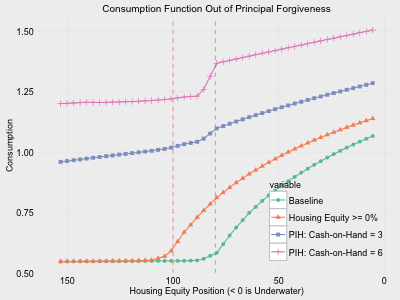 Consumption Function Out of Principal Forgiveness
1.50
1.25
1.00
0.75
0.50
Consumption
variable
Baseline
Housing Equity >= 0%
PIH: Cash-on-Hand = 3
PIH: Cash-on-Hand = 6
150
100
50
0
Housing Equity Position (< 0 is Underwater)